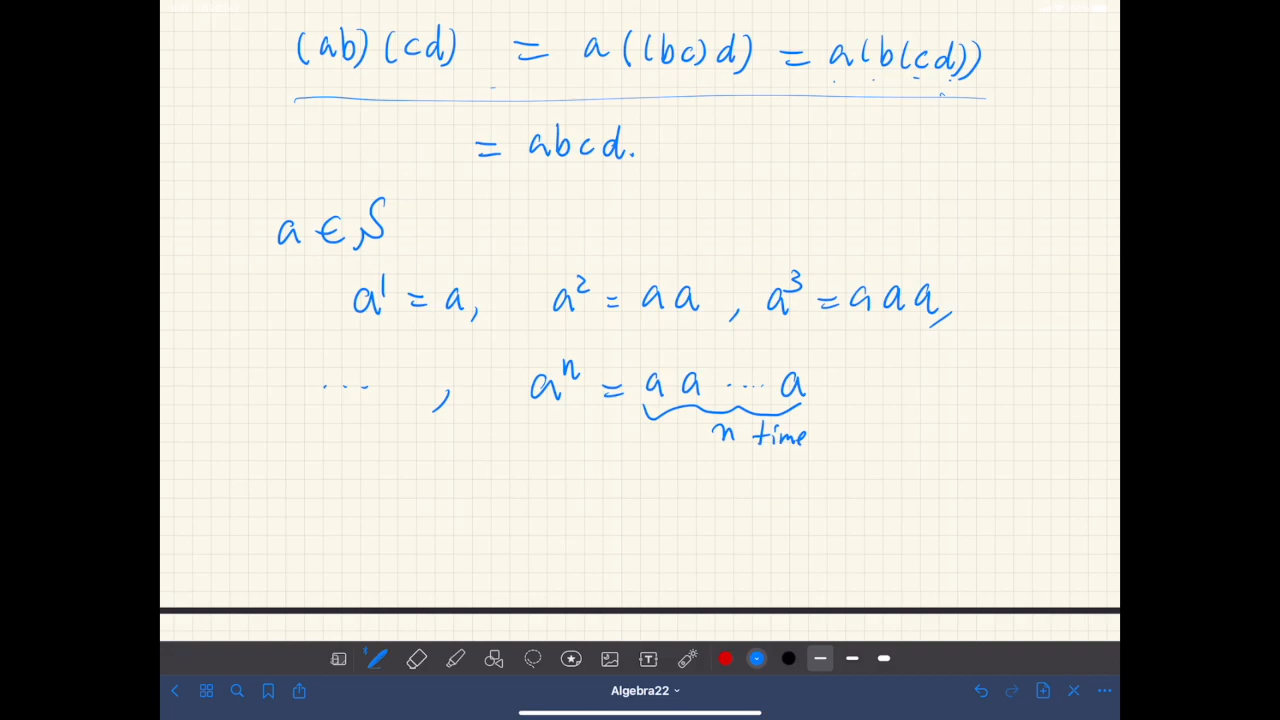 (ab)(cd) = a((bc)d) = a(b(cd))
= abcd.
a ∈ S
a¹ = a, a² = aa, a³ = aaa,
..., aⁿ = aa....a
n time
Algebra22